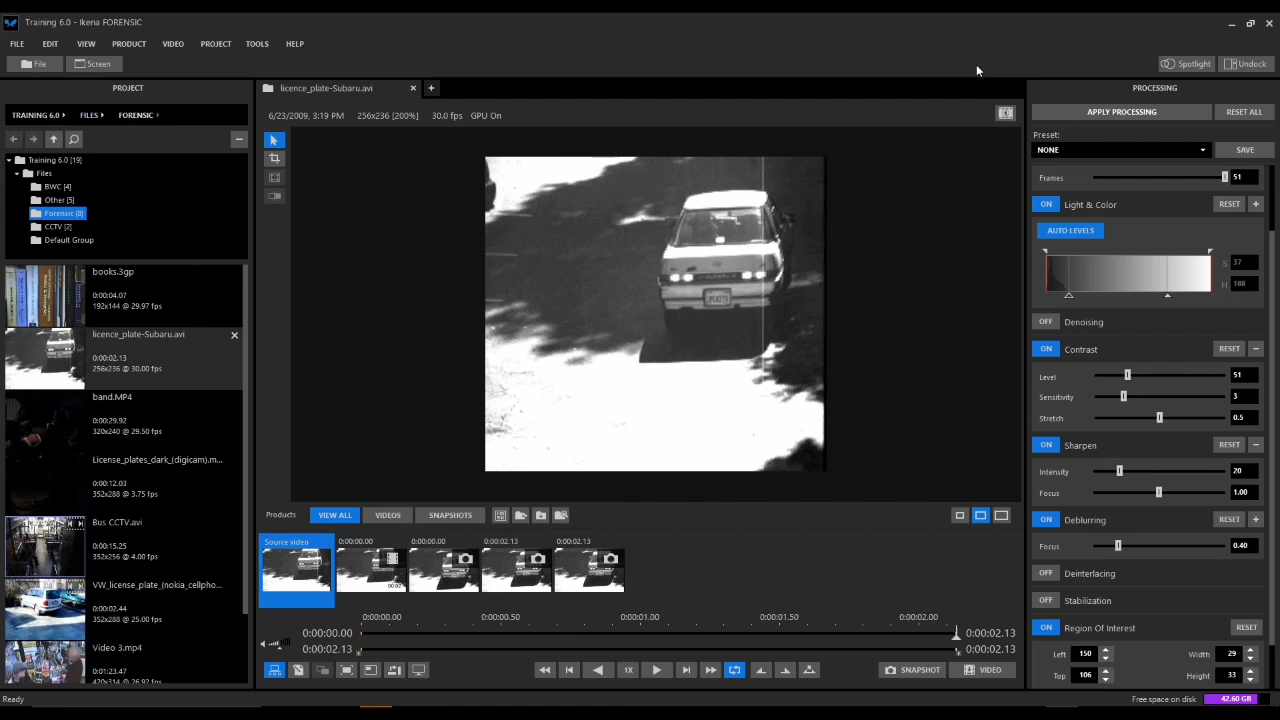 Training 6.0 - Ikena FORENSIC
FILE EDIT VIEW PRODUCT VIDEO PROJECT TOOLS HELP
File Screen Spotlight Undock
PROJECT
TRAINING 6.0 FILES FORENSIC
Training 6.0 [19]
Files
BWC [4]
Other [5]
Forensic [8]
CCTV [2]
Default Group
books.3gp
0:00:04.07
192x144 @ 29.97 fps
licence_plate-Subaru.avi
0:00:02.13
256x236 @ 30.00 fps
band.MP4
0:00:29.92
320x240 @ 29.50 fps
License_plates_dark_(digicam).m...
0:00:12.03
352x288 @ 3.75 fps
Bus CCTV.avi
0:00:15.25
352x256 @ 4.00 fps
VW_license_plate_(nokia_cellpho...
0:00:02.44
352x288 @ 25.00 fps
Video 3.mp4
0:01:23.47
420x314 @ 26.92 fps
licence_plate-Subaru.avi
6/23/2009, 3:19 PM 256x236 [200%] 30.0 fps GPU On
Products VIEW ALL VIDEOS SNAPSHOTS
Source video 0:00:00.00 0:00:00.00 0:00:02.13 0:00:02.13
00:02
0:00:00.00 0:00:00.50 0:00:01.00 0:00:01.50 0:00:02.00
0:00:00.00 0:00:02.13
0:00:02.13 0:00:02.13
1X SNAPSHOT VIDEO
PROCESSING
APPLY PROCESSING RESET ALL
Preset:
NONE SAVE
Frames 51
ON Light & Color RESET
AUTO LEVELS
S 37
H 188
OFF Denoising
ON Contrast RESET
Level 51
Sensitivity 3
Stretch 0.5
ON Sharpen RESET
Intensity 20
Focus 1.00
ON Deblurring RESET
Focus 0.40
OFF Deinterlacing
OFF Stabilization
ON Region Of Interest RESET
Left 150 Width 29
Top 106 Height 33
Ready Free space on disk 42.60 GB